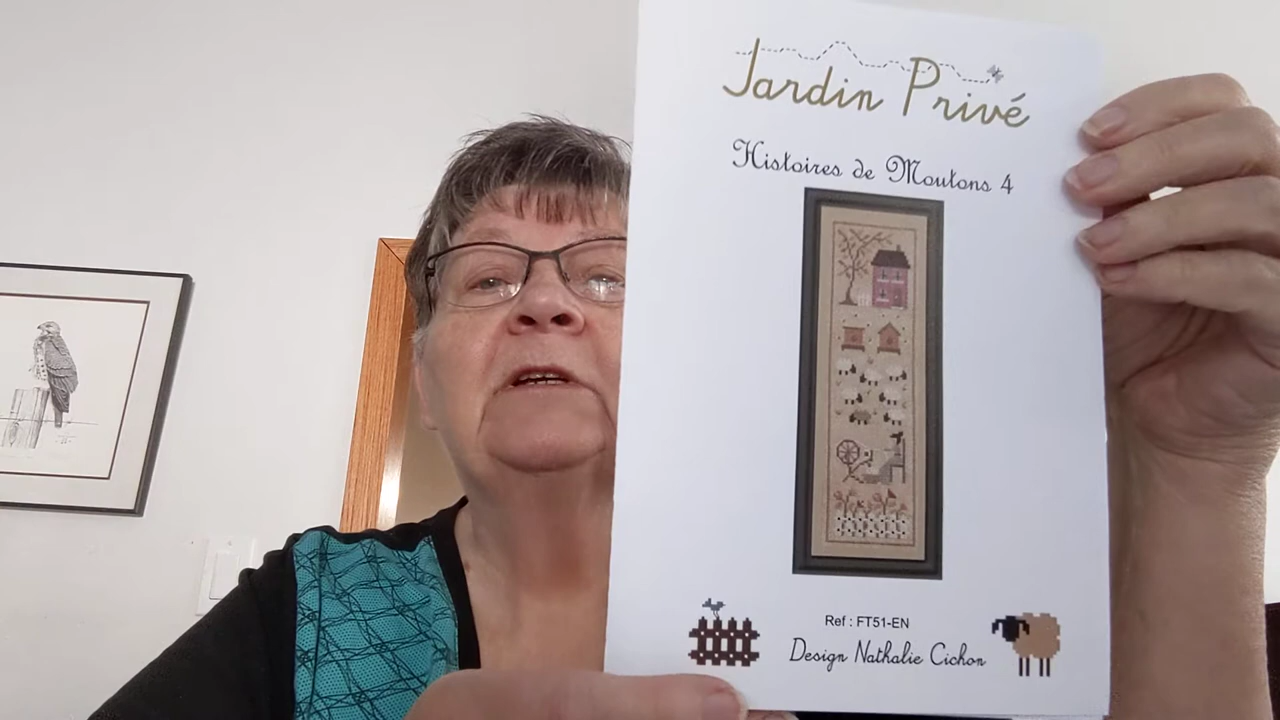 Jardin Privé
Histoires de Moutons 4
Ref : FT51-EN
Design Nathalie Cichon